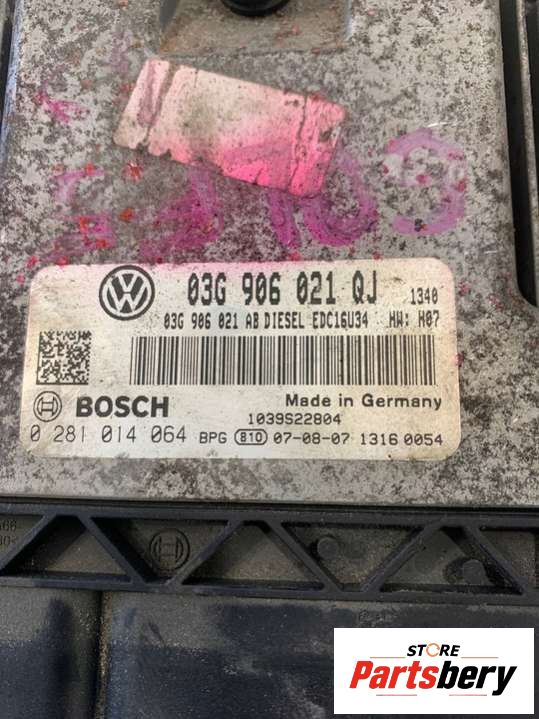 03G 906 021 QJ 1340
03G 906 021 AB DIESEL EDC16U34 HW: H07
BOSCH Made in Germany
1039S22804
0 281 014 064 BPG 810 07-08-07 1316 0054
STORE
Partsbery